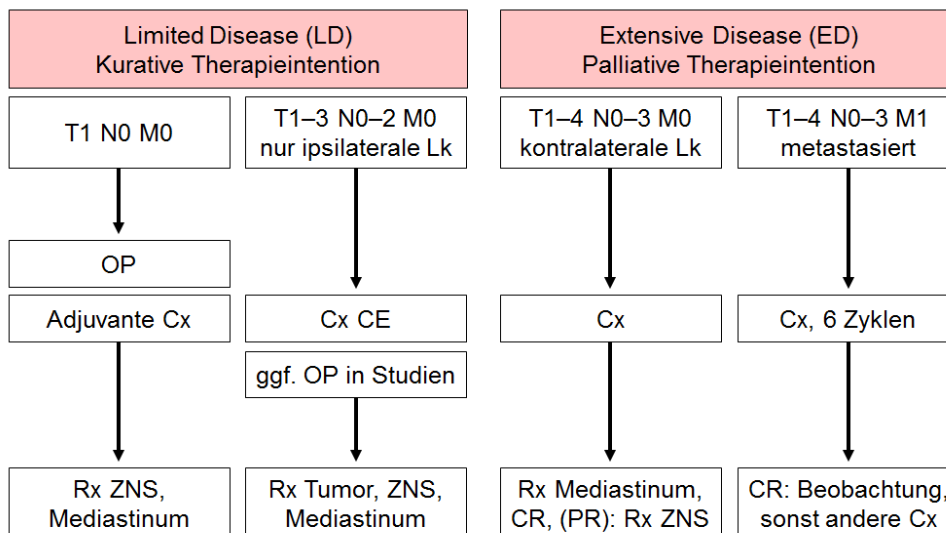 Limited Disease (LD)
Kurative Therapieintention
Extensive Disease (ED)
Palliative Therapieintention
T1 N0 M0
T1–3 N0–2 M0
nur ipsilaterale Lk
T1–4 N0–3 M0
kontralaterale Lk
T1–4 N0–3 M1
metastasiert
OP
Adjuvante Cx
Cx CE
Cx
Cx, 6 Zyklen
ggf. OP in Studien
Rx ZNS,
Mediastinum
Rx Tumor, ZNS,
Mediastinum
Rx Mediastinum,
CR, (PR): Rx ZNS
CR: Beobachtung,
sonst andere Cx